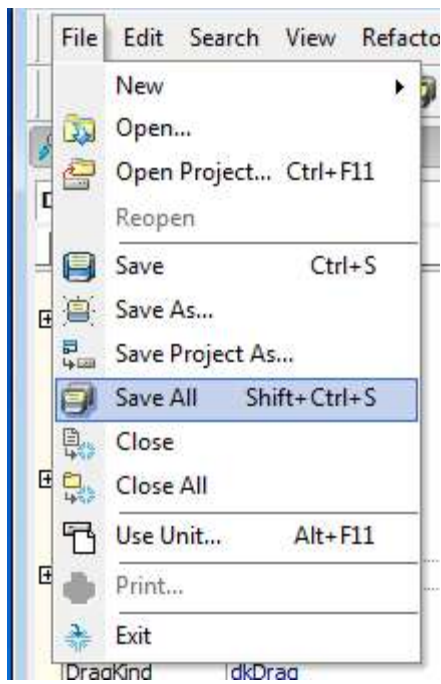 File Edit Search View Refacto
New
Open...
Open Project... Ctrl+F11
Reopen
Save Ctrl+S
Save As...
Save Project As...
Save All Shift+Ctrl+S
Close
Close All
Use Unit... Alt+F11
Print...
Exit
DragKind dkDrag